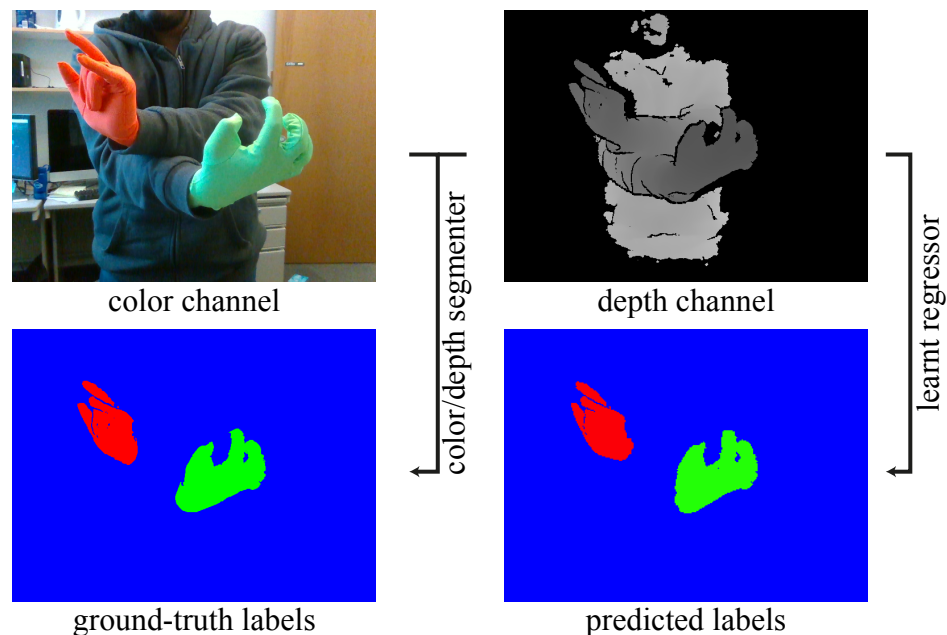 color channel
depth channel
color/depth segmenter
learnt regressor
ground-truth labels
predicted labels